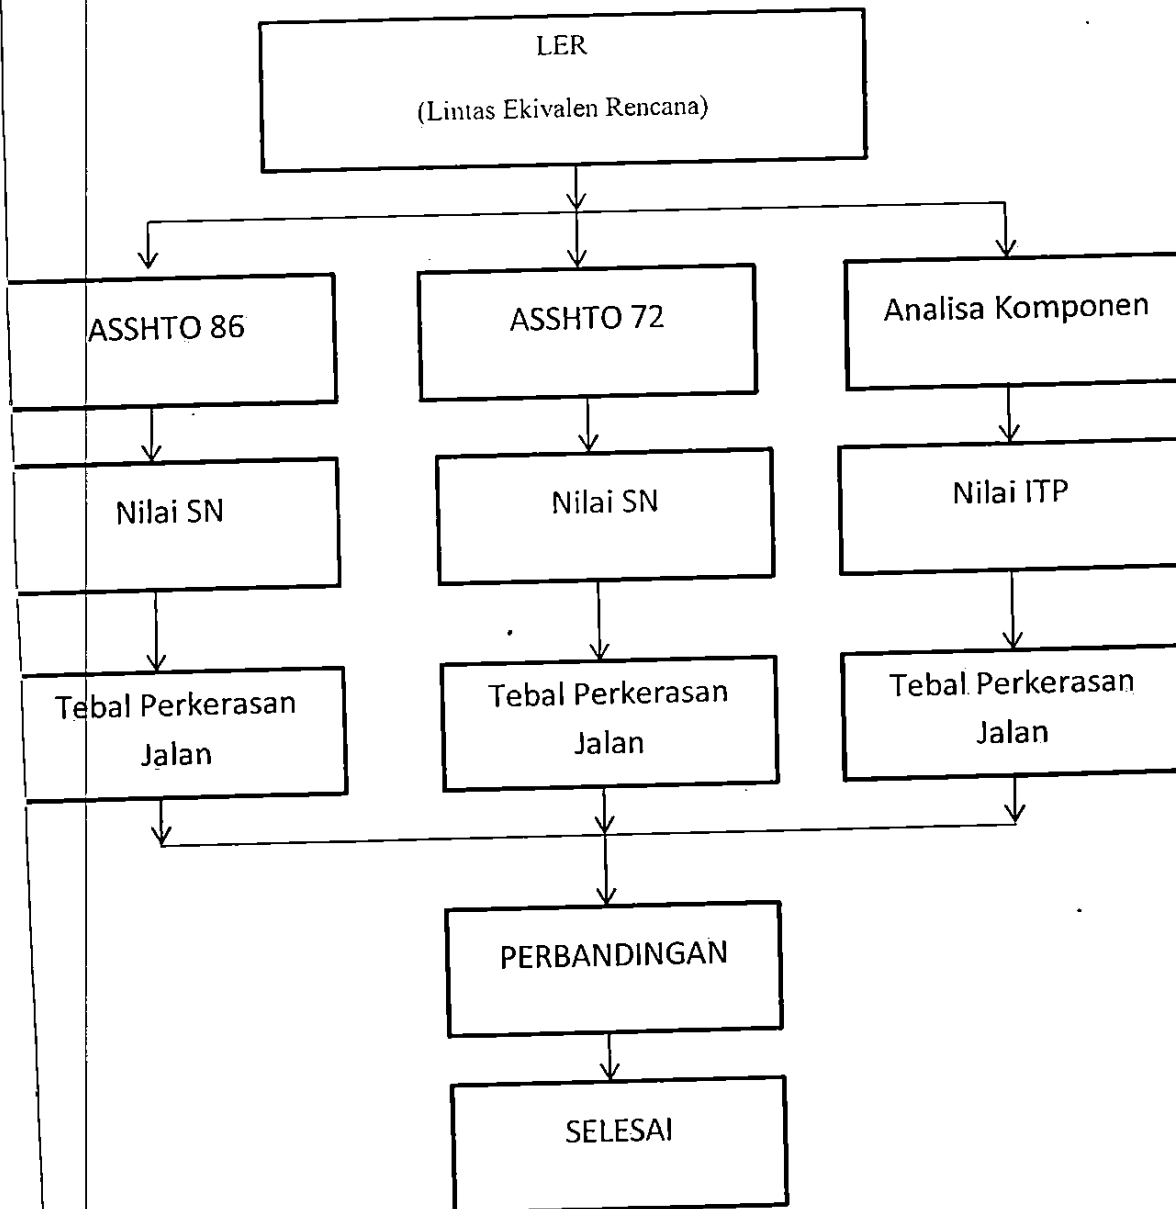 LER
(Lintas Ekivalen Rencana)
ASSHTO 86
ASSHTO 72
Analisa Komponen
Nilai SN
Nilai SN
Nilai ITP
Tebal Perkerasan
Jalan
Tebal Perkerasan
Jalan
Tebal Perkerasan
Jalan
PERBANDINGAN
SELESAI